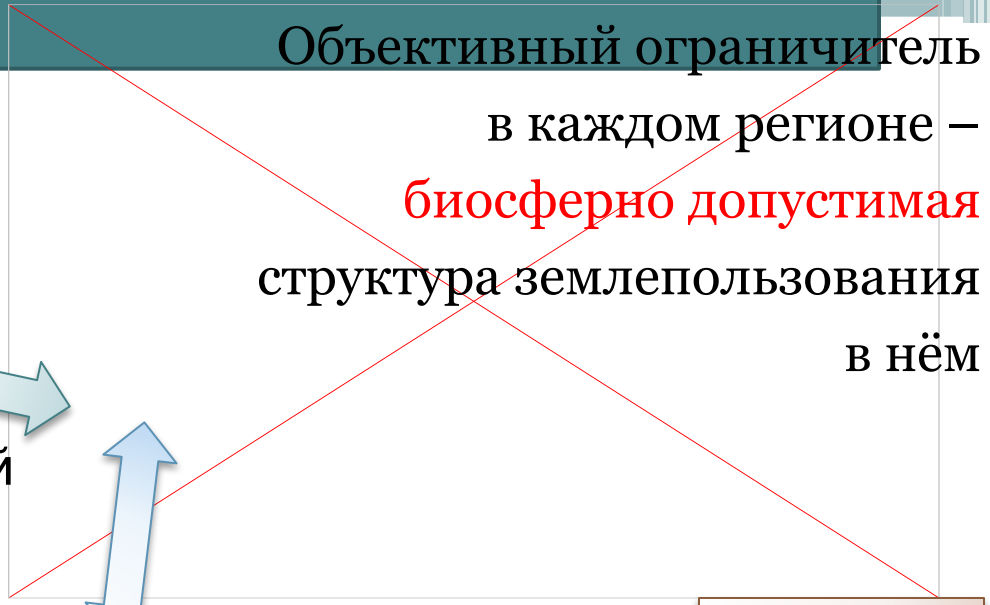 Объективный ограничитель
в каждом регионе –
биосферно допустимая
структура землепользования
в нём
й